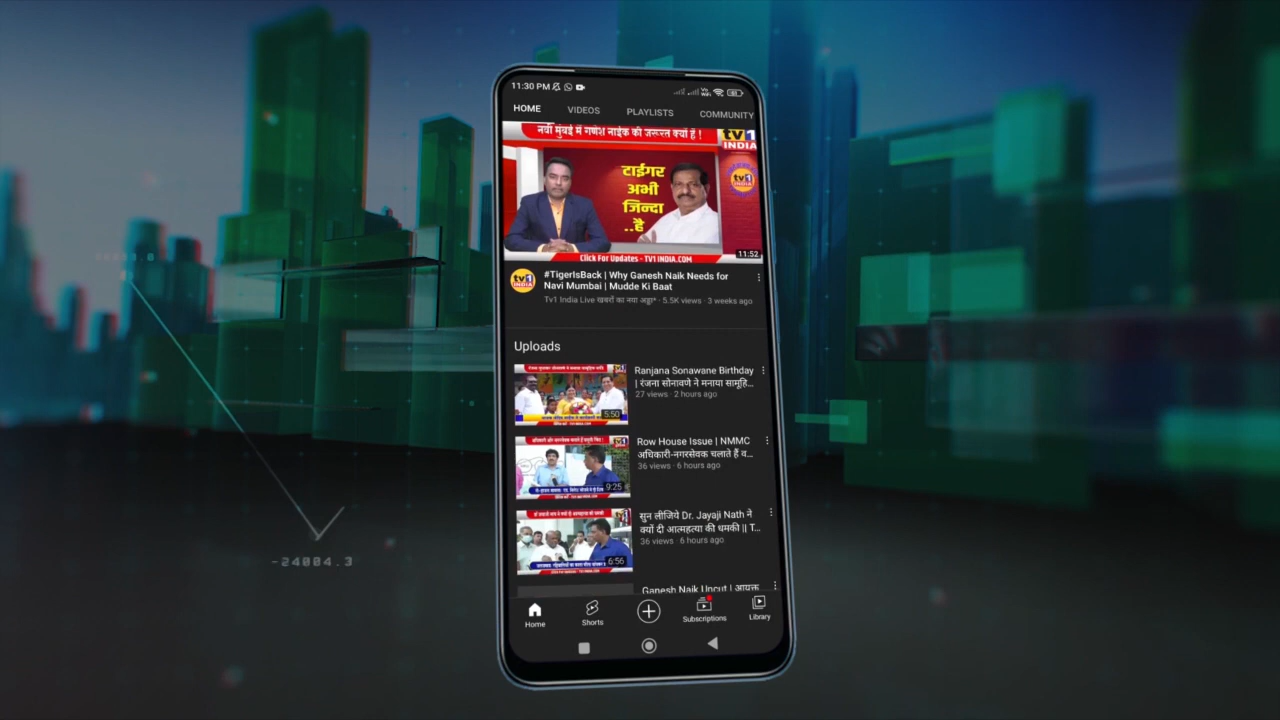 11:30 PM
HOME VIDEOS PLAYLISTS COMMUNITY
नवी मुंबई में गणेश नाईक की जरूरत क्यों है !
tv1
INDIA
टाईगर
अभी
जिन्दा
..है
tv1
INDIA
Click For Updates - TV1 INDIA.COM
11:52
tv1
INDIA
#TigerIsBack | Why Ganesh Naik Needs for
Navi Mumbai | Mudde Ki Baat
Tv1 India Live खबरों का नया अड्डा* · 5.5K views · 3 weeks ago
Uploads
5:50
Ranjana Sonawane Birthday
| रंजना सोनावणे ने मनाया सामूहि...
27 views · 2 hours ago
9:25
Row House Issue | NMMC
अधिकारी-नगरसेवक चलाते हैं व...
36 views · 6 hours ago
6:56
सुन लीजिये Dr. Jayaji Nath ने
क्यों दी आत्महत्या की धमकी || T...
36 views · 6 hours ago
Ganesh Naik Uncut | आयुक्त
Home Shorts Subscriptions Library
-24084.3